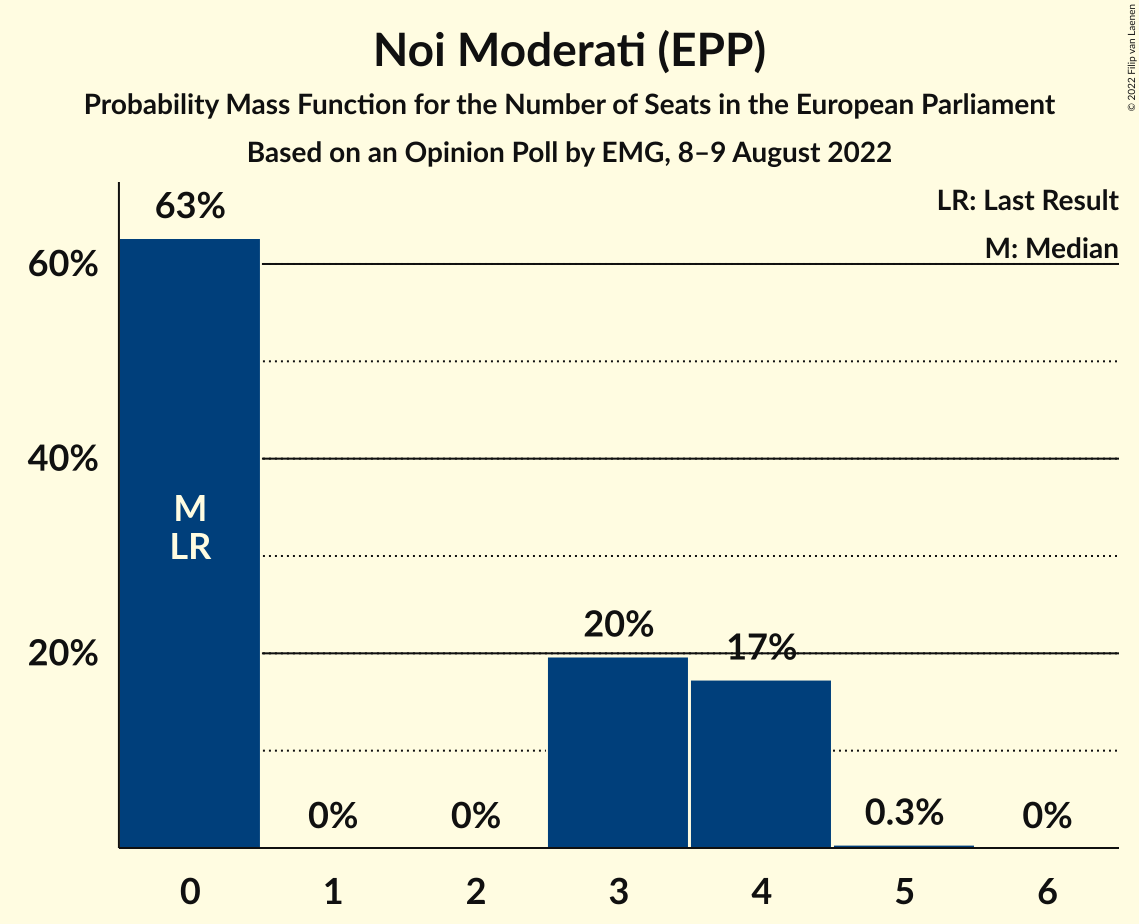 Noi Moderati (EPP)
Probability Mass Function for the Number of Seats in the European Parliament
Based on an Opinion Poll by EMG, 8–9 August 2022
© 2022 Filip van Laenen
LR: Last Result
M: Median
63%
60%
40%
M
LR
20%
17%
20%
0%
0%
0.3%
0%
0 1 2 3 4 5 6